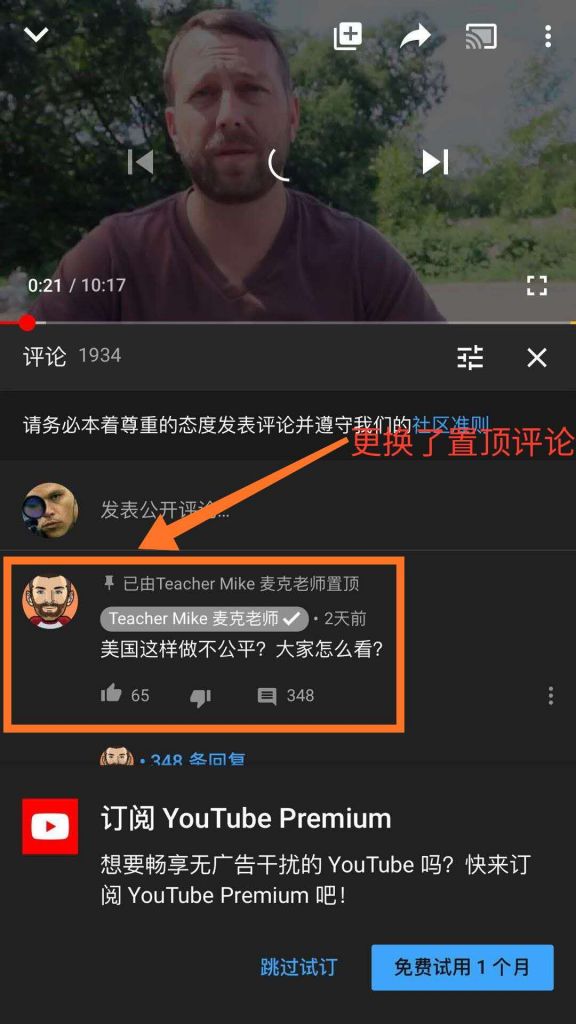 0:21 / 10:17
评论 1934
请务必本着尊重的态度发表评论并遵守我们的社区准则
更换了置顶评论
发表公开评论…
已由Teacher Mike 麦克老师置顶
Teacher Mike 麦克老师 • 2天前
美国这样做不公平？大家怎么看？
65 348
• 348 条回复
订阅 YouTube Premium
想要畅享无广告干扰的 YouTube 吗？快来订
阅 YouTube Premium 吧！
跳过试订 免费试用 1 个月